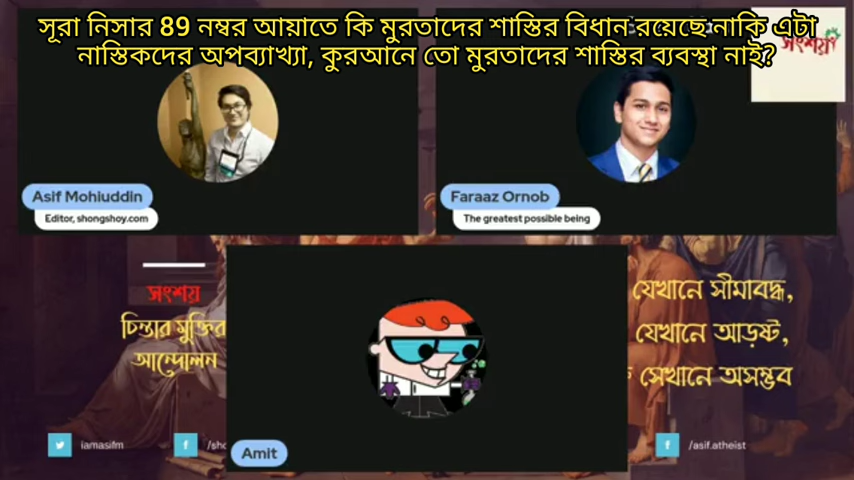 সূরা নিসার 89 নম্বর আয়াতে কি মুরতাদের শাস্তির বিধান রয়েছে নাকি এটা
নাস্তিকদের অপব্যাখ্যা, কুরআনে তো মুরতাদের শাস্তির ব্যবস্থা নাই?
সংশয়
Asif Mohiuddin
Editor, shongshoy.com
Faraaz Ornob
The greatest possible being
সংশয়
চিন্তার মুক্তির
আন্দোলন
যেখানে সীমাবদ্ধ,
যেখানে আড়ষ্ট,
সেখানে অসম্ভব
iamasifm
/sho
Amit
/asif.atheist